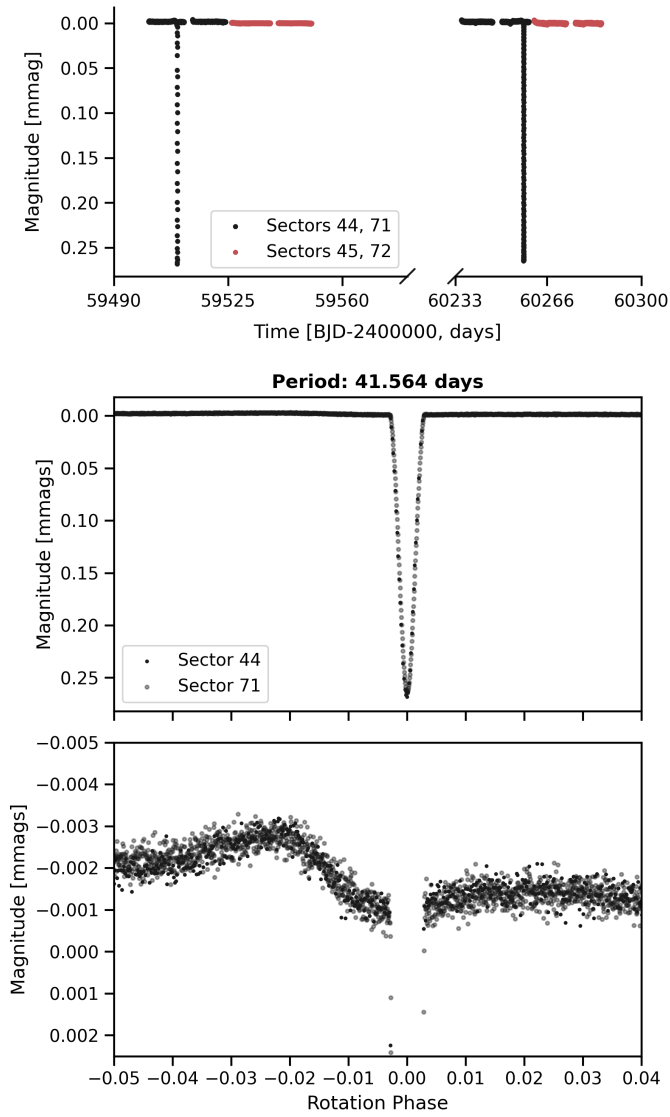 0.00
0.05
0.10
0.15
0.20
0.25
Magnitude [mmag]
Sectors 44, 71
Sectors 45, 72
59490 59525 59560 60233 60266 60300
Time [BJD-2400000, days]
Period: 41.564 days
0.00
0.05
0.10
0.15
0.20
0.25
Magnitude [mmags]
Sector 44
Sector 71
−0.005
−0.004
−0.003
−0.002
−0.001
0.000
0.001
0.002
Magnitude [mmags]
−0.05 −0.04 −0.03 −0.02 −0.01 0.00 0.01 0.02 0.03 0.04
Rotation Phase